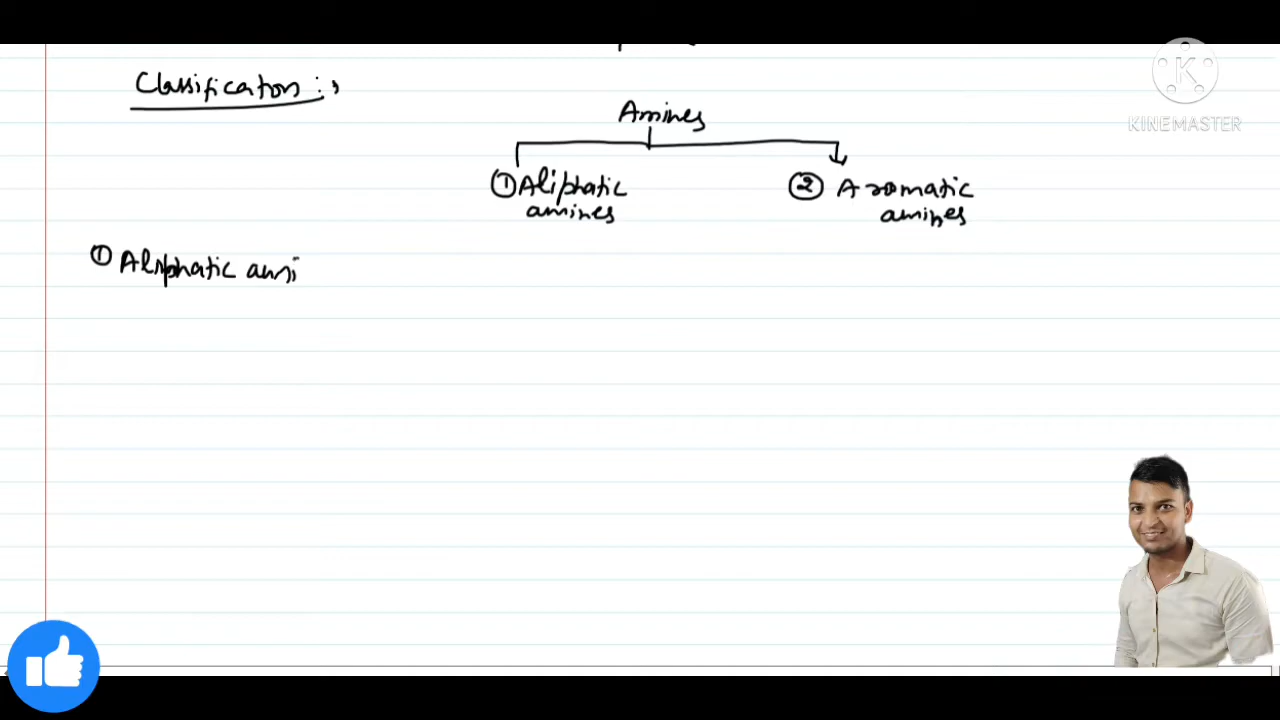 Classification :→
KINEMASTER
Amines
① Aliphatic
amines
② Aromatic
amines
① Aliphatic ami